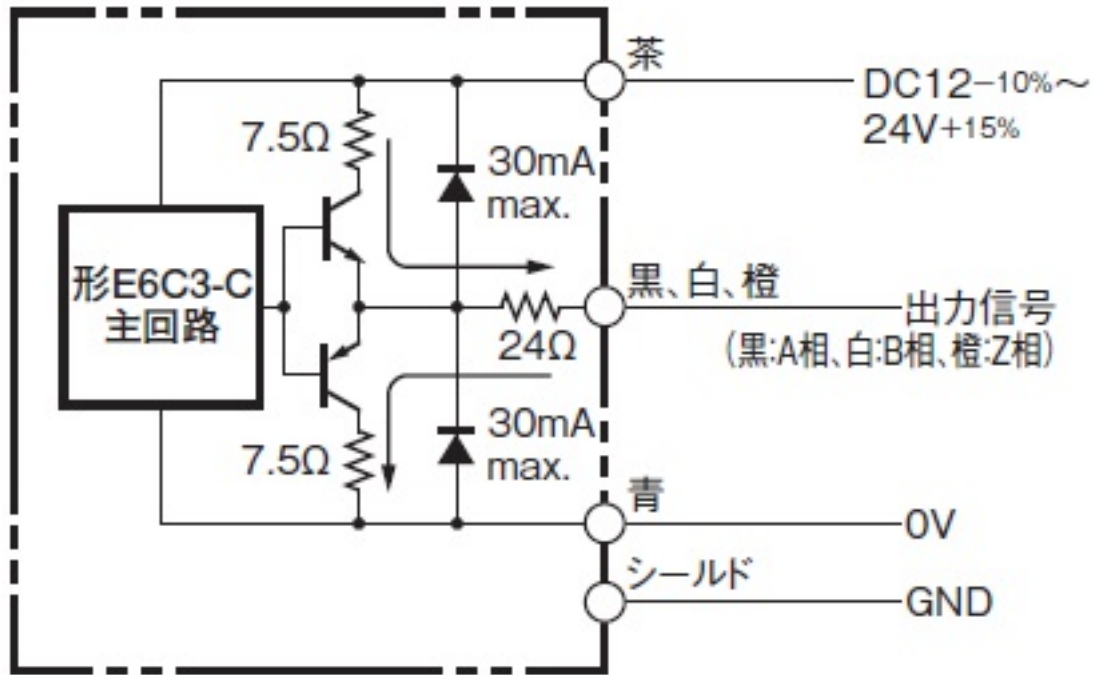 茶
DC12−10%～
24V+15%
7.5Ω
30mA
max.
形E6C3-C
主回路
黒、白、橙
24Ω
出力信号
(黒:A相、白:B相、橙:Z相)
7.5Ω
30mA
max.
青
0V
シールド
GND